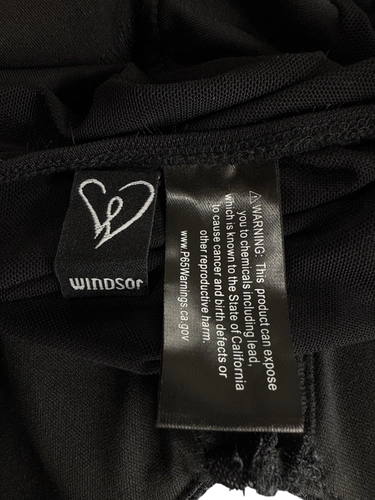 WINDSOR
⚠WARNING: This product can expose
you to chemicals including lead,
which is known to the State of California
to cause cancer and birth defects or
other reproductive harm.
www.P65Warnings.ca.gov